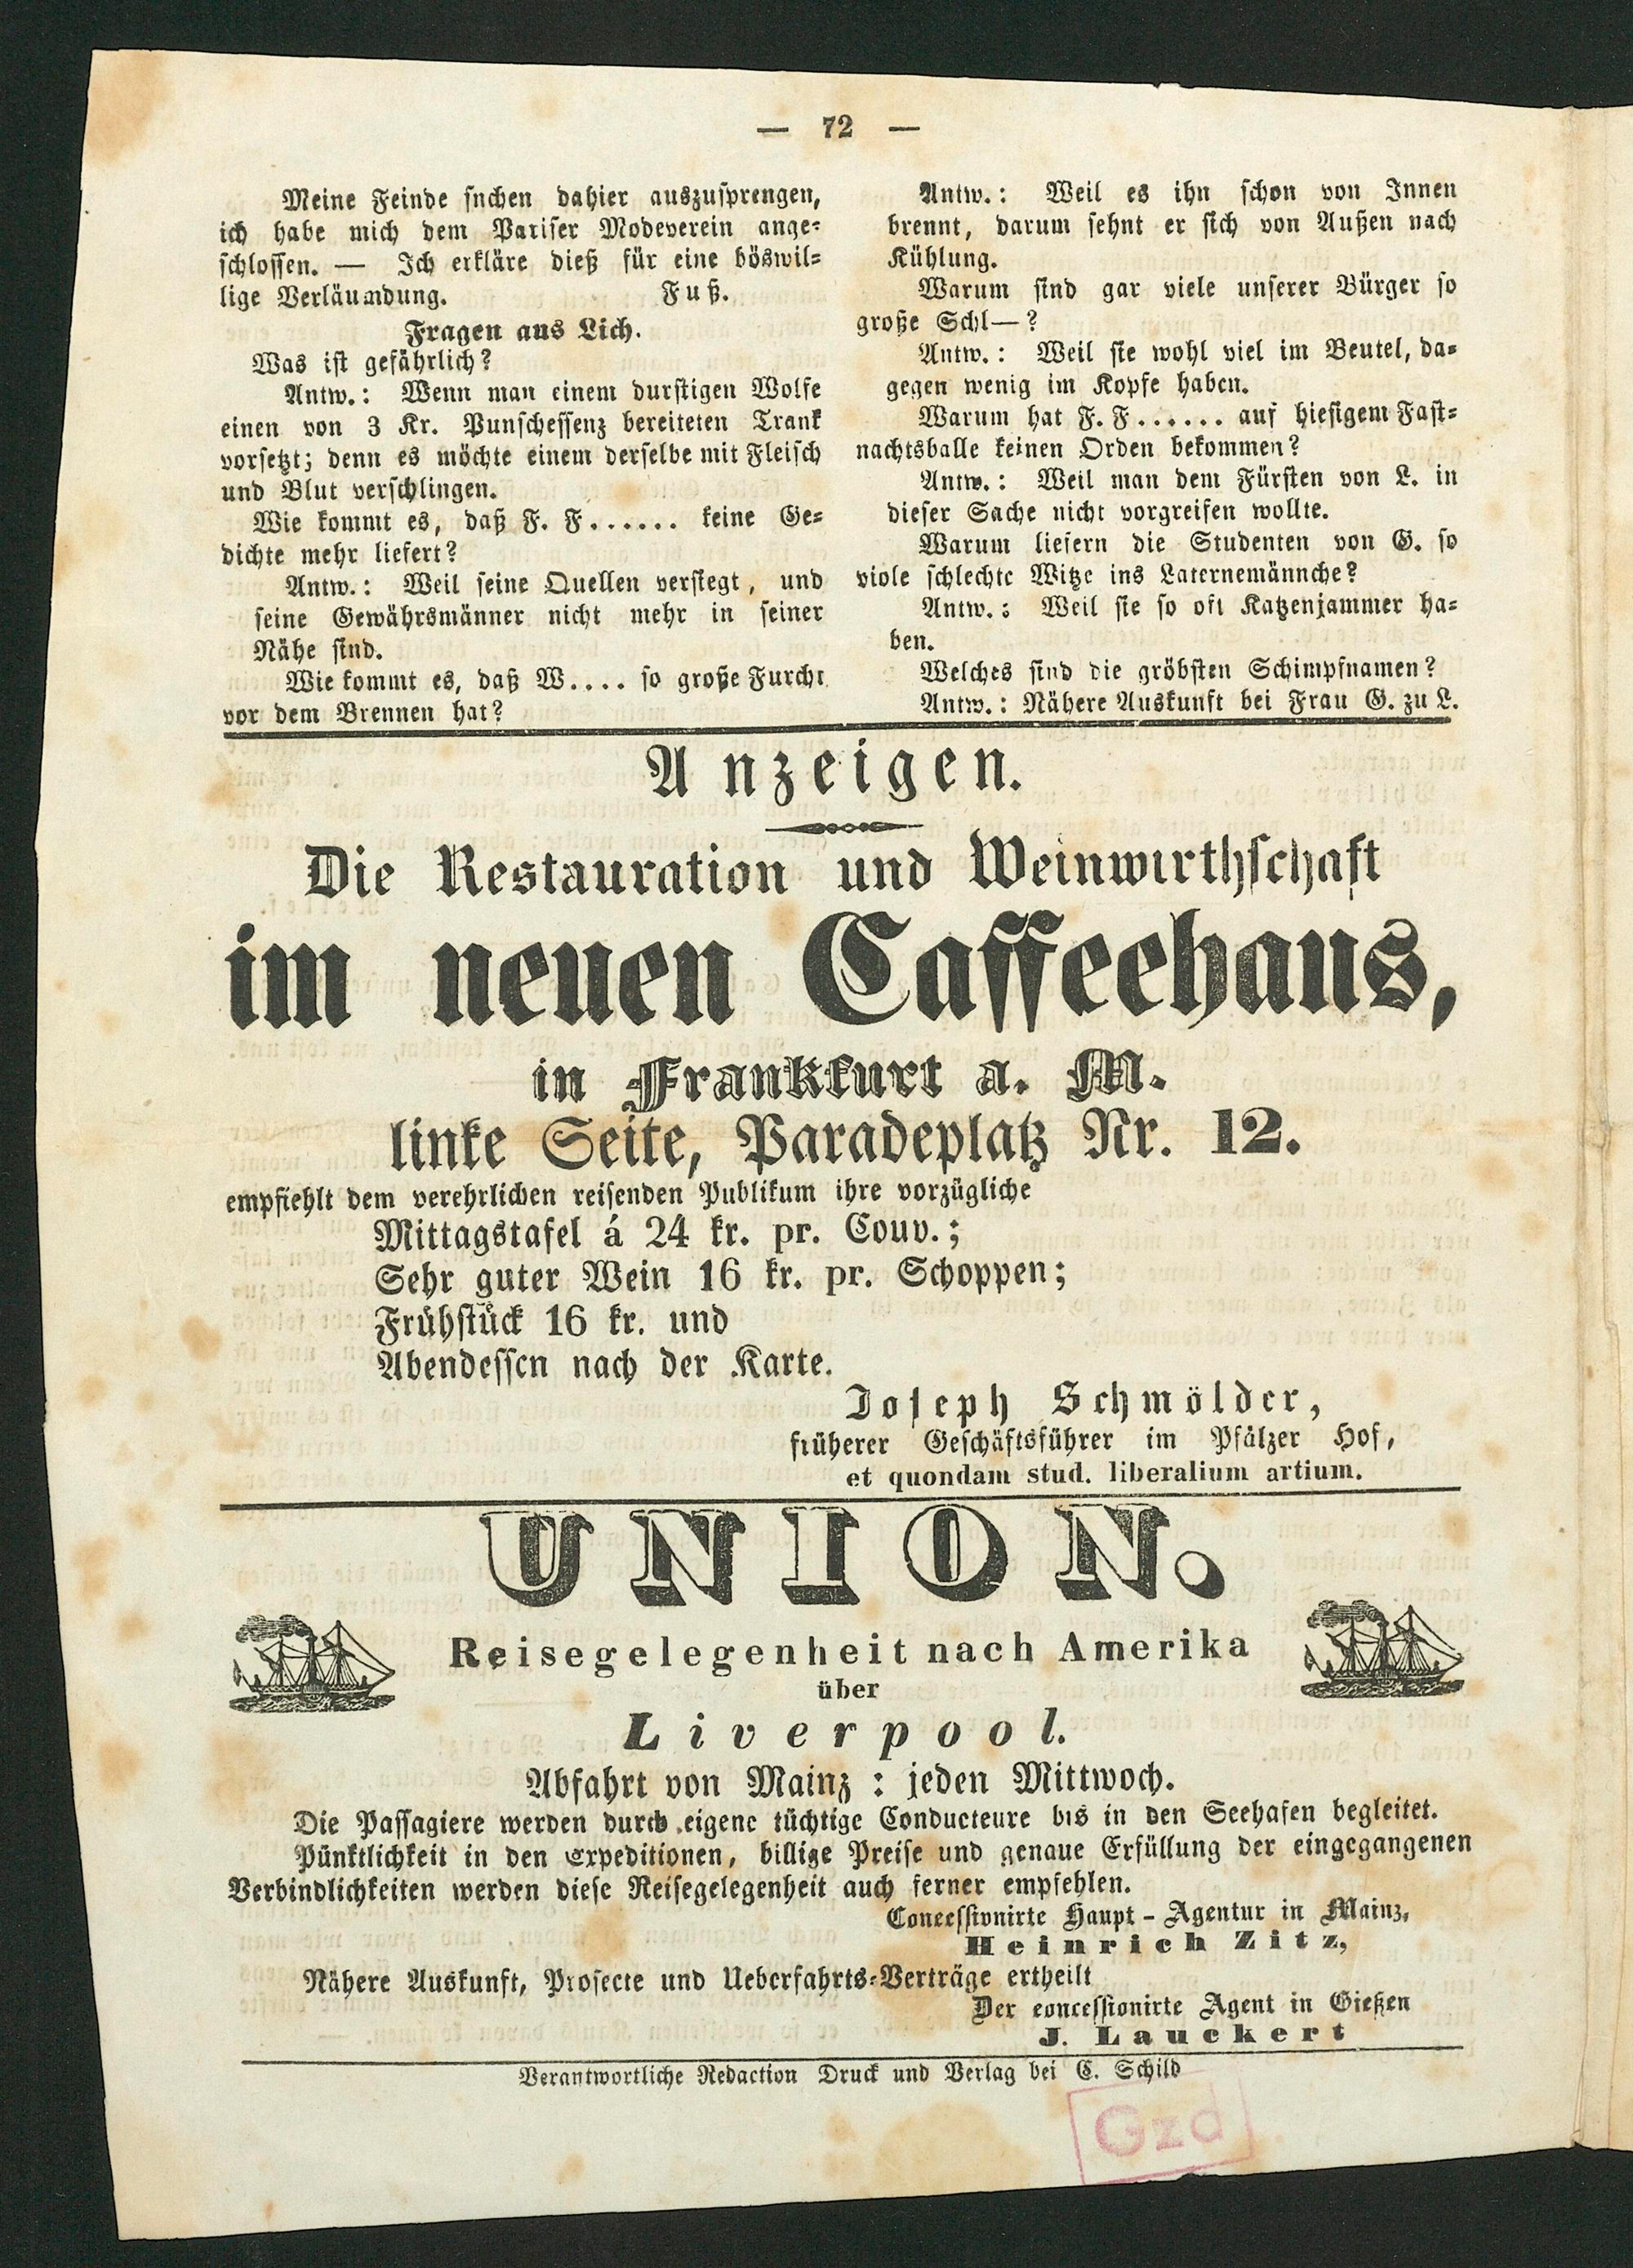 — 72 —
Meine Feinde suchen dahier auszusprengen,
ich habe mich dem Pariser Modeverein ange-
schlossen. — Ich erkläre dieß für eine böswil-
lige Verläumdung. Fuß.
Fragen aus Lich.
Was ist gefährlich?
Antw.: Wenn man einem durstigen Wolfe
einen von 3 Kr. Punschessenz bereiteten Trank
vorsetzt; denn es möchte einem derselbe mit Fleisch
und Blut verschlingen.
Wie kommt es, daß F. F...... keine Ge-
dichte mehr liefert?
Antw.: Weil seine Quellen versiegt, und
seine Gewährsmänner nicht mehr in seiner
Nähe sind.
Wie kommt es, daß W.... so große Furcht
vor dem Brennen hat?
Antw.: Weil es ihn schon von Innen
brennt, darum sehnt er sich von Außen nach
Kühlung.
Warum sind gar viele unserer Bürger so
große Schl—?
Antw.: Weil sie wohl viel im Beutel, da-
gegen wenig im Kopfe haben.
Warum hat F. F...... auf hiesigem Fast-
nachtsballe keinen Orden bekommen?
Antw.: Weil man dem Fürsten von L. in
dieser Sache nicht vorgreifen wollte.
Warum liefern die Studenten von G. so
viole schlechte Witze ins Laternemännche?
Antw.: Weil sie so oft Katzenjammer ha-
ben.
Welches sind die gröbsten Schimpfnamen?
Antw.: Nähere Auskunft bei Frau G. zu L.
Anzeigen.
Die Restauration und Weinwirthschaft
im neuen Caffeehaus,
in Frankfurt a. M.
linke Seite, Paradeplatz Nr. 12.
empfiehlt dem verehrlichen reisenden Publikum ihre vorzügliche
Mittagstafel á 24 kr. pr. Couv.;
Sehr guter Wein 16 kr. pr. Schoppen;
Frühstück 16 kr. und
Abendessen nach der Karte.
Joseph Schmölder,
früherer Geschäftsführer im Pfälzer Hof,
et quondam stud. liberalium artium.
UNION.
Reisegelegenheit nach Amerika
über
Liverpool.
Abfahrt von Mainz : jeden Mittwoch.
Die Passagiere werden durch eigene tüchtige Conducteure bis in den Seehafen begleitet.
Pünktlichkeit in den Expeditionen, billige Preise und genaue Erfüllung der eingegangenen
Verbindlichkeiten werden diese Reisegelegenheit auch ferner empfehlen.
Concessionirte Haupt-Agentur in Mainz,
Heinrich Zitz,
Nähere Auskunft, Prosecte und Ueberfahrts-Verträge ertheilt
Der concessionirte Agent in Gießen
J. Lauckert
Verantwortliche Redaction Druck und Verlag bei C. Schild
Gzd